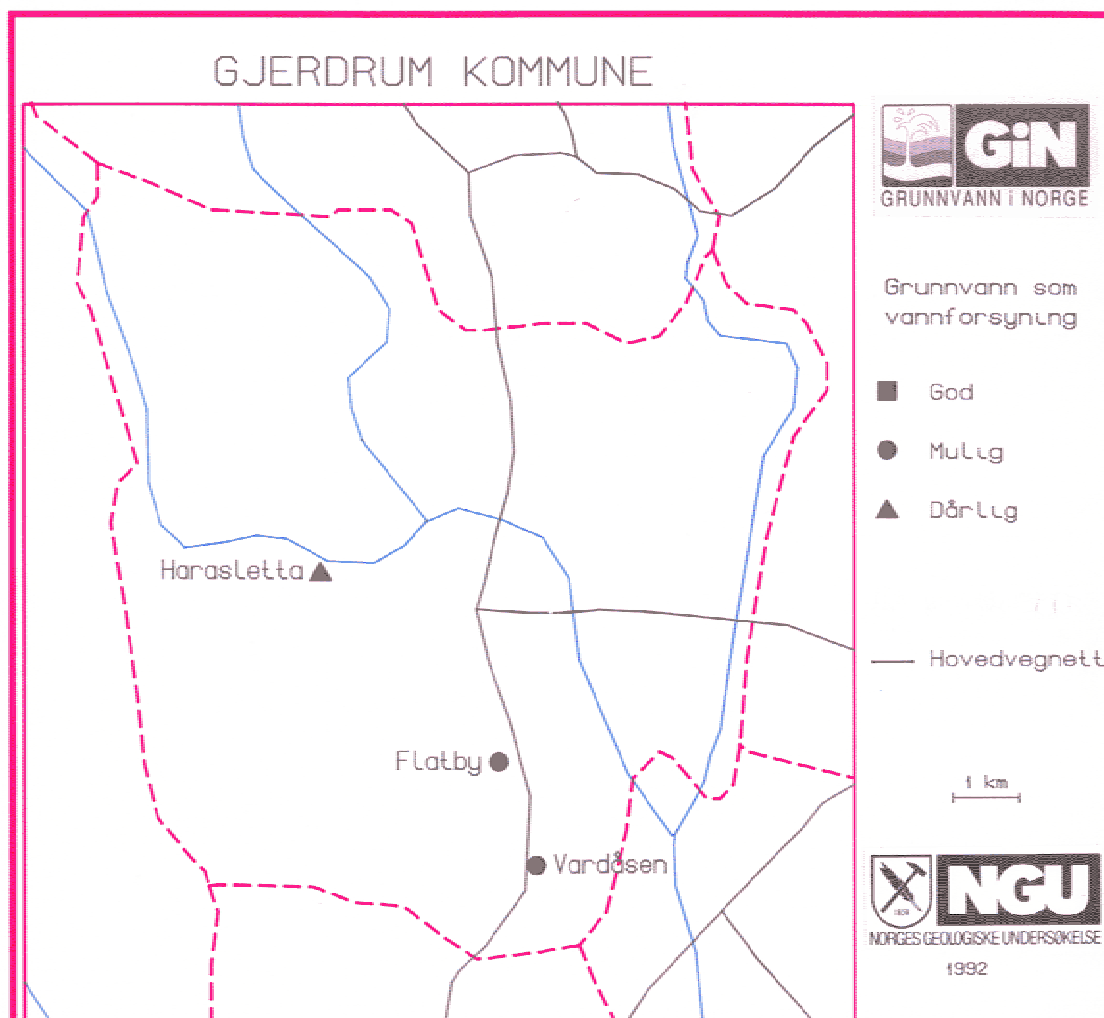 GJERDRUM KOMMUNE
GiN
GRUNNVANN i NORGE
Grunnvann som
vannforsyning
God
Mulig
Dårlig
Harasletta
Hovedvegnett
Flatby
1 km
Vardåsen
NGU
NORGES GEOLOGISKE UNDERSØKELSE
1992